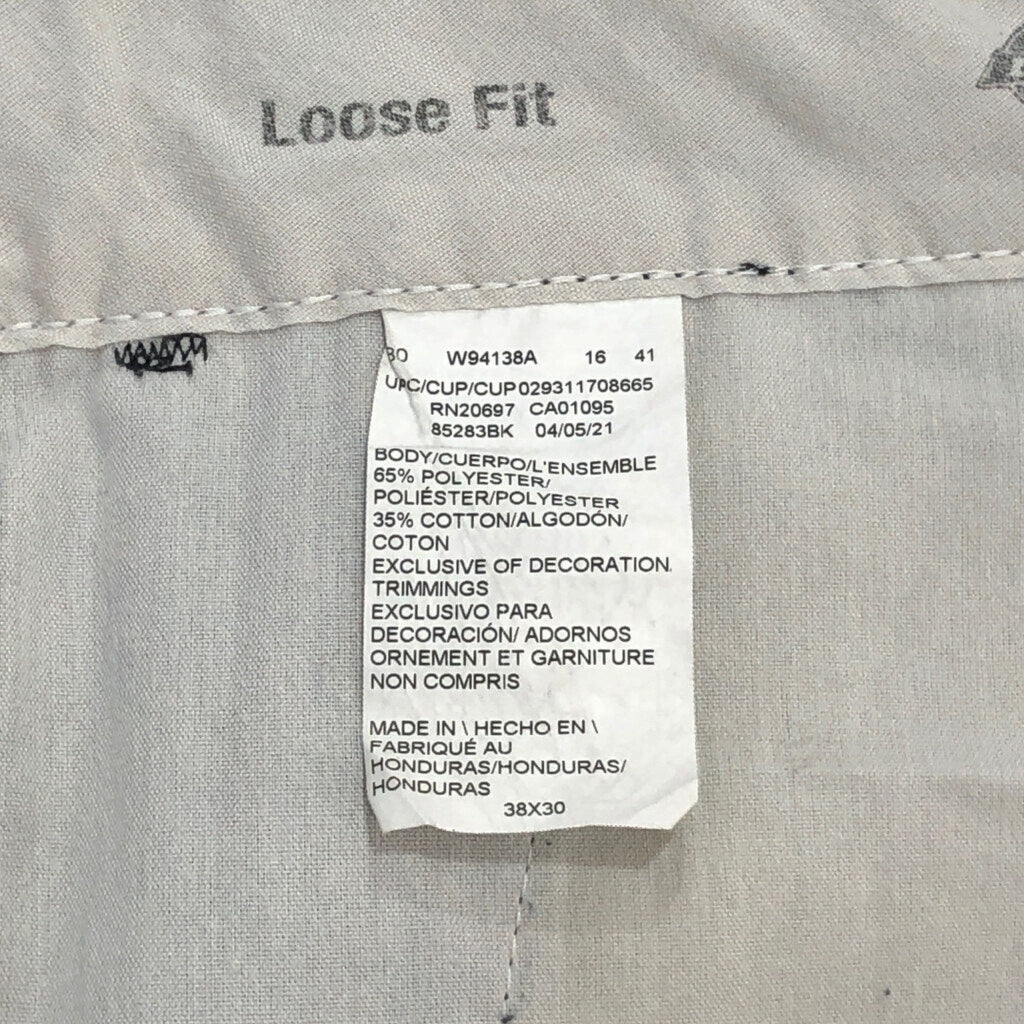 Loose Fit
W94138A 16 41
UPC/CUP/CUP 029311708665
RN20697 CA01095
85283BK 04/05/21
BODY/CUERPO/L'ENSEMBLE
65% POLYESTER/
POLIÉSTER/POLYESTER
35% COTTON/ALGODÓN/
COTON
EXCLUSIVE OF DECORATION
TRIMMINGS
EXCLUSIVO PARA
DECORACIÓN/ ADORNOS
ORNEMENT ET GARNITURE
NON COMPRIS
MADE IN \ HECHO EN \
FABRIQUÉ AU
HONDURAS/HONDURAS/
HONDURAS
38X30